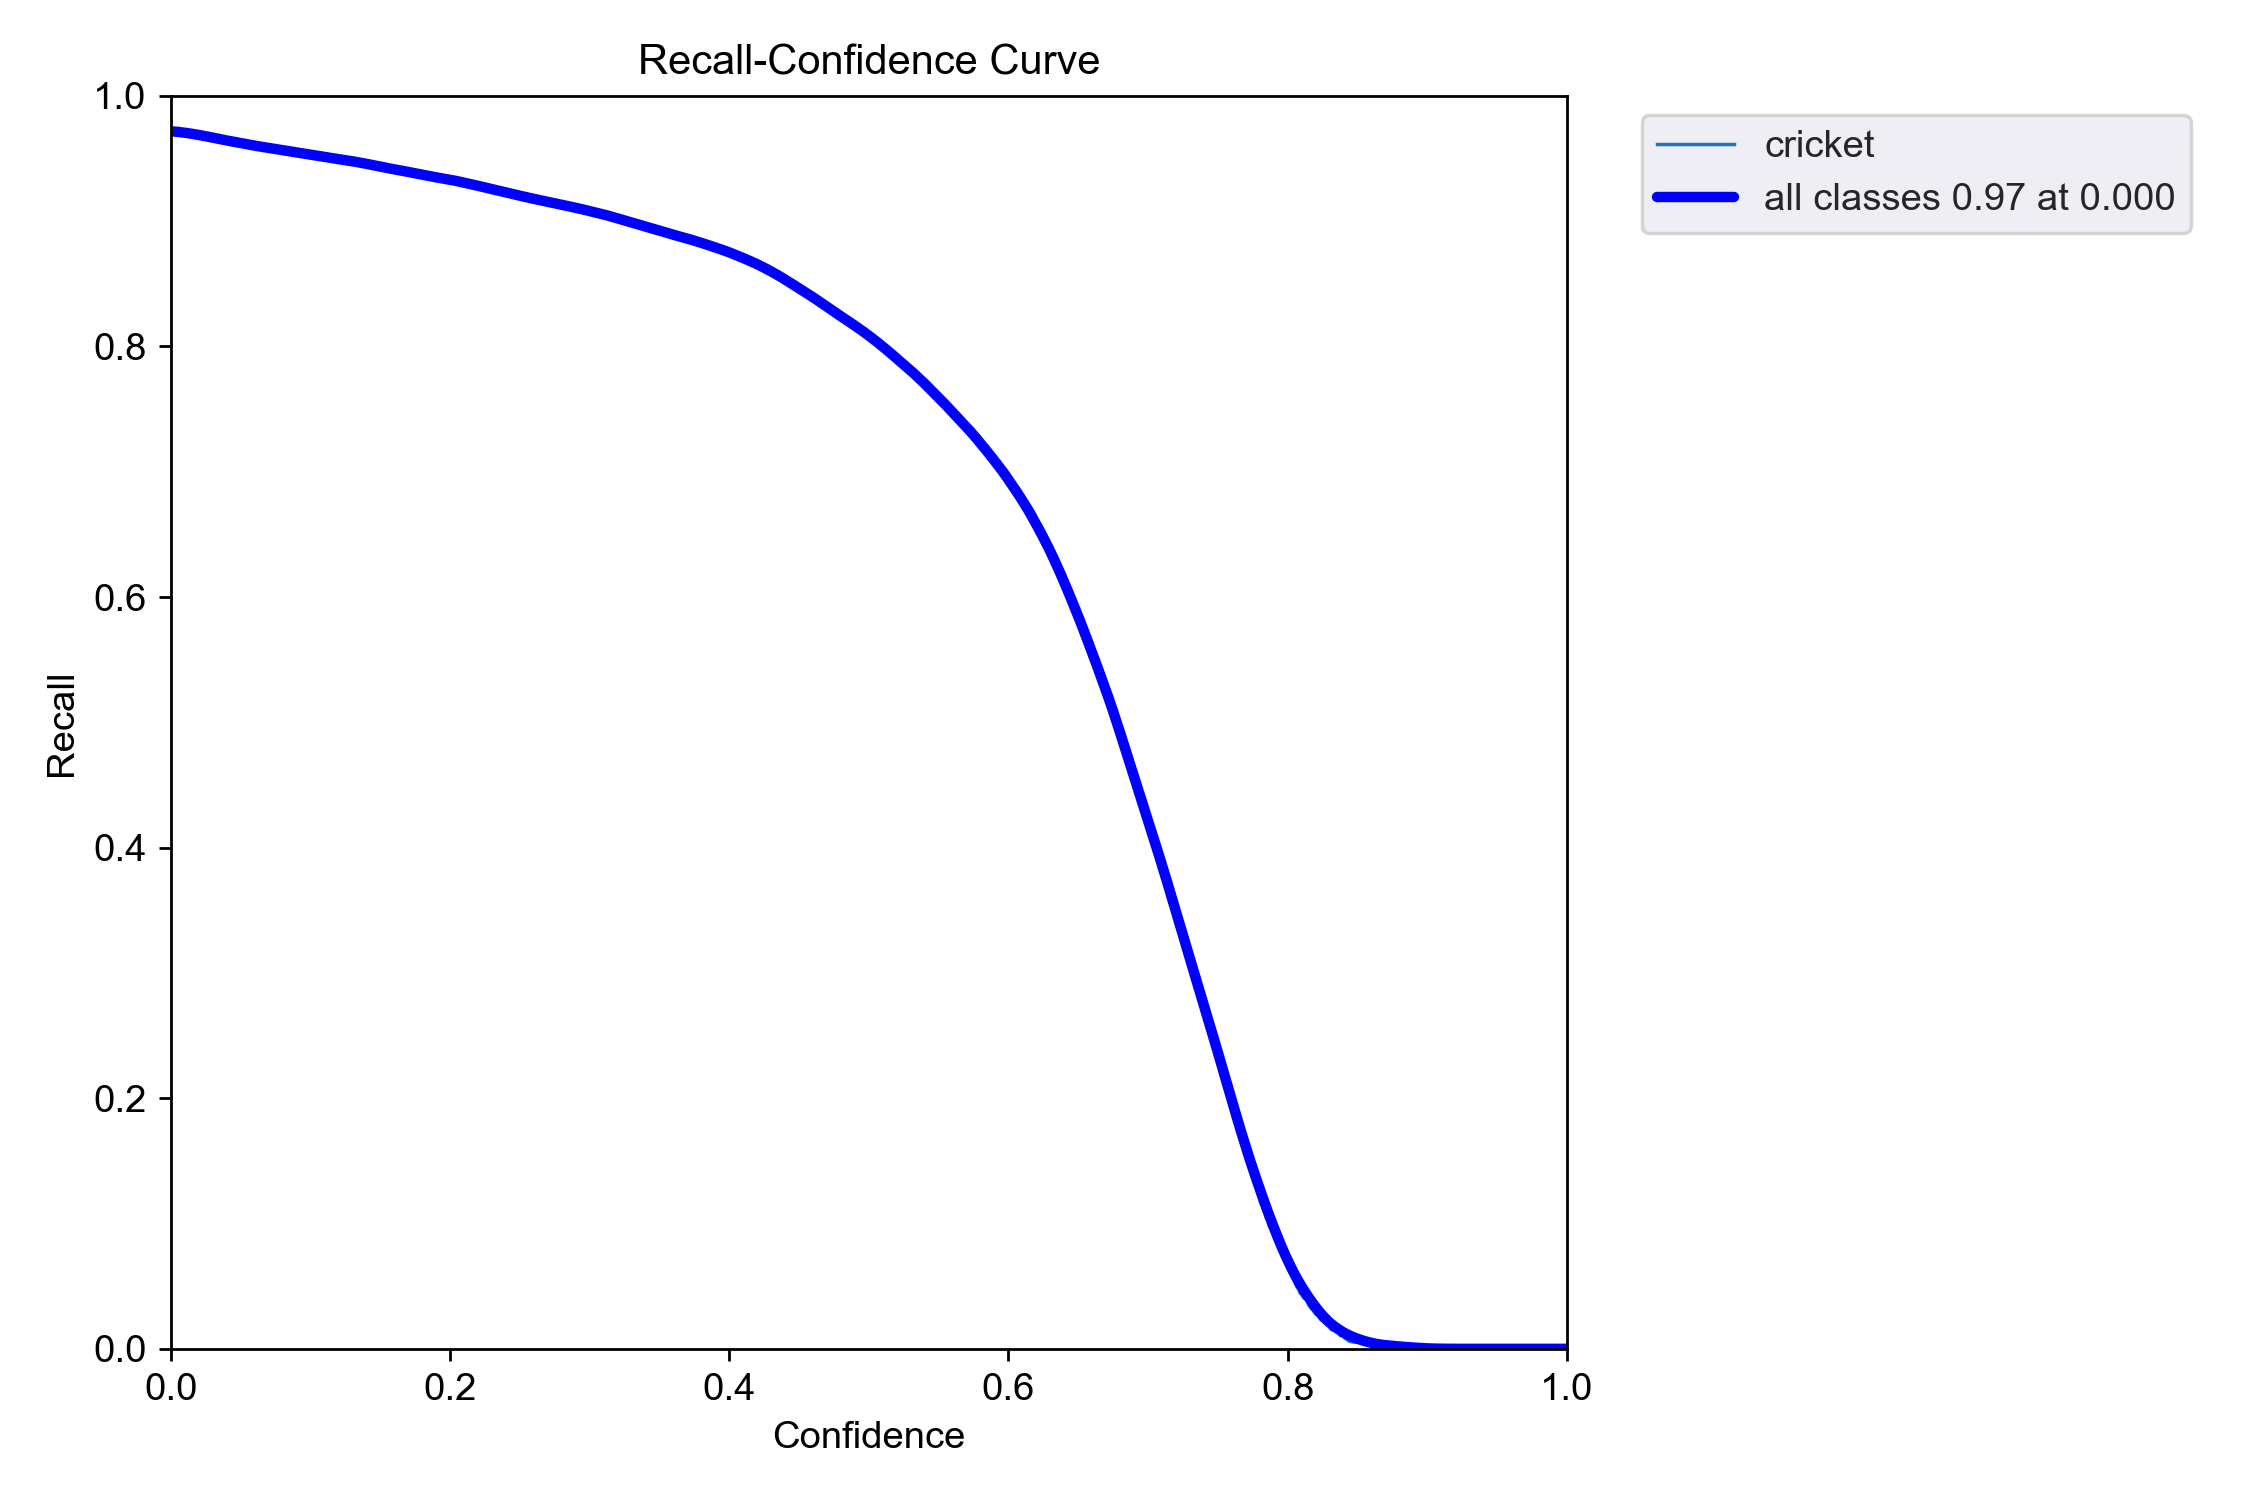 Recall-Confidence Curve
1.0
0.8
0.6
0.4
0.2
0.0
Recall
0.0 0.2 0.4 0.6 0.8 1.0
Confidence
cricket
all classes 0.97 at 0.000